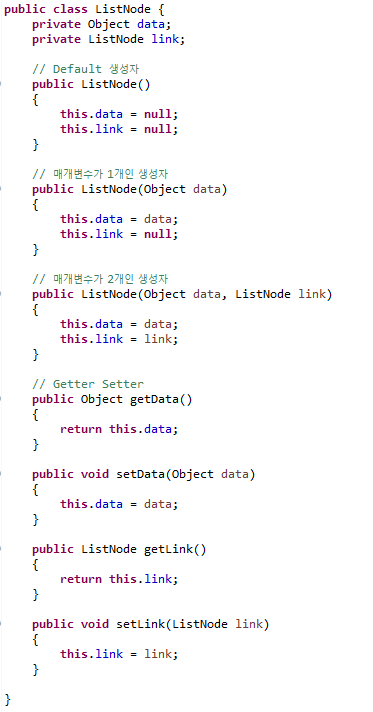 public class ListNode {
    private Object data;
    private ListNode link;

    // Default 생성자
    public ListNode()
    {
        this.data = null;
        this.link = null;
    }

    // 매개변수가 1개인 생성자
    public ListNode(Object data)
    {
        this.data = data;
        this.link = null;
    }

    // 매개변수가 2개인 생성자
    public ListNode(Object data, ListNode link)
    {
        this.data = data;
        this.link = link;
    }

    // Getter Setter
    public Object getData()
    {
        return this.data;
    }

    public void setData(Object data)
    {
        this.data = data;
    }

    public ListNode getLink()
    {
        return this.link;
    }

    public void setLink(ListNode link)
    {
        this.link = link;
    }

}